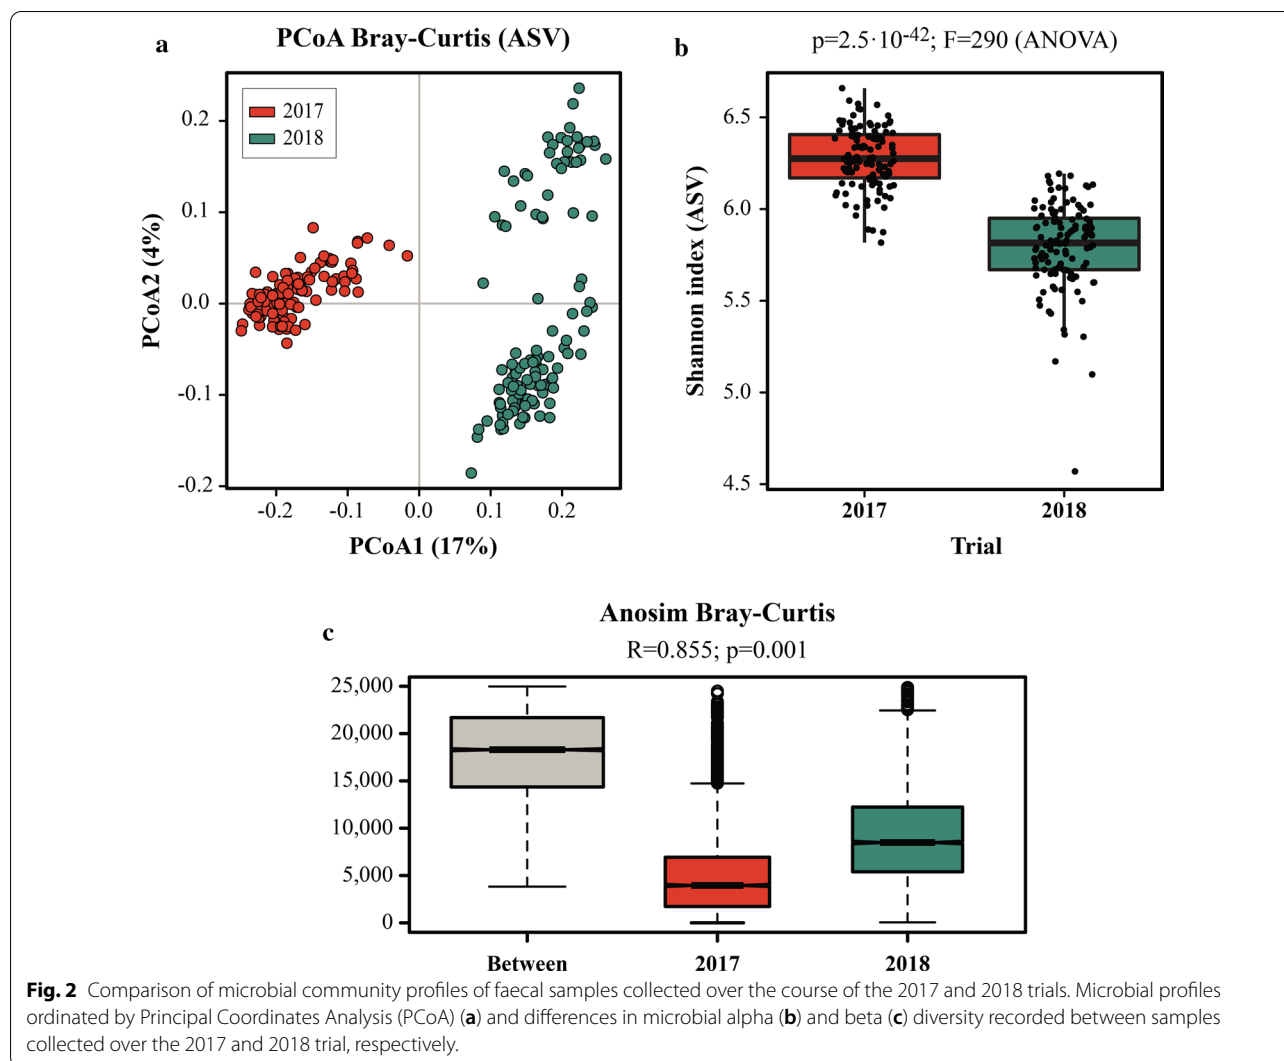 a
PCoA Bray-Curtis (ASV)
2017
2018
PCoA2 (4%)
0.2
0.1
0.0
-0.1
-0.2
-0.2 -0.1 0.0 0.1 0.2
PCoA1 (17%)
b
p=2.5·10-42; F=290 (ANOVA)
Shannon index (ASV)
6.5
6.0
5.5
5.0
4.5
2017 2018
Trial
c
Anosim Bray-Curtis
R=0.855; p=0.001
25,000
20,000
15,000
10,000
5,000
0
Between 2017 2018
Fig. 2 Comparison of microbial community profiles of faecal samples collected over the course of the 2017 and 2018 trials. Microbial profiles
ordinated by Principal Coordinates Analysis (PCoA) (a) and differences in microbial alpha (b) and beta (c) diversity recorded between samples
collected over the 2017 and 2018 trial, respectively.